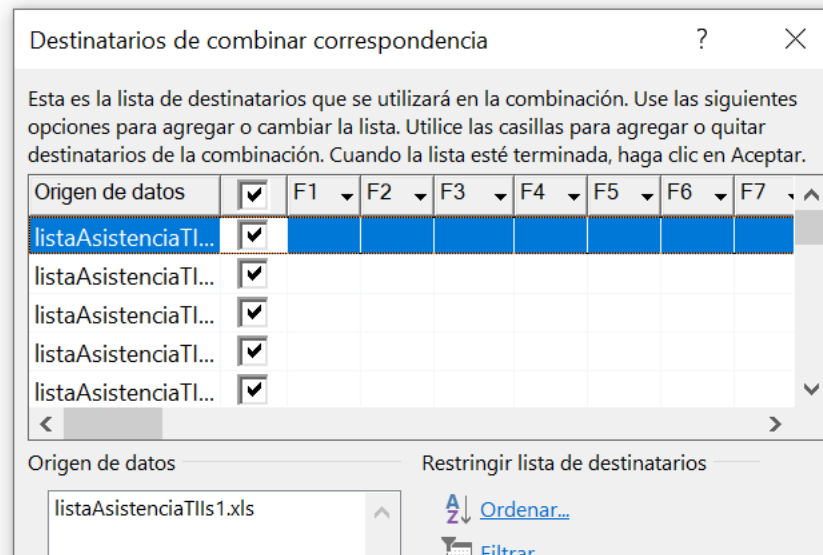 Destinatarios de combinar correspondencia
Esta es la lista de destinatarios que se utilizará en la combinación. Use las siguientes
opciones para agregar o cambiar la lista. Utilice las casillas para agregar o quitar
destinatarios de la combinación. Cuando la lista esté terminada, haga clic en Aceptar.
Origen de datos F1 F2 F3 F4 F5 F6 F7
listaAsistenciaTI...
listaAsistenciaTI...
listaAsistenciaTI...
listaAsistenciaTI...
listaAsistenciaTI...
Origen de datos Restringir lista de destinatarios
listaAsistenciaTIIs1.xls
Ordenar...
Filtrar